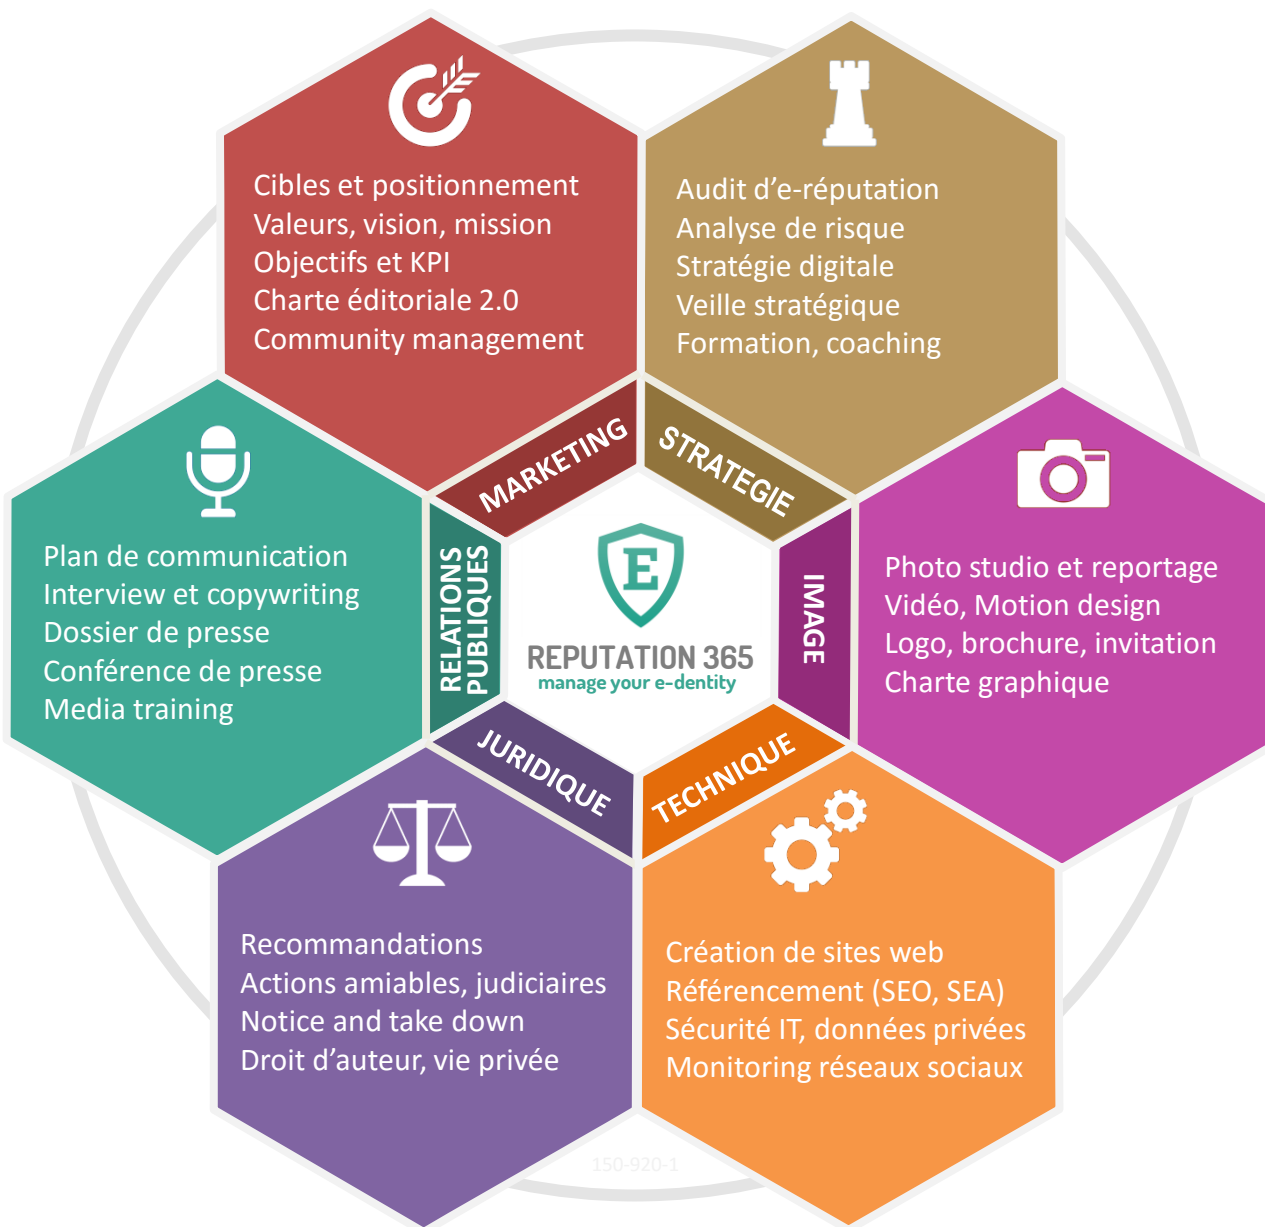 Cibles et positionnement
Valeurs, vision, mission
Objectifs et KPI
Charte éditoriale 2.0
Community management
MARKETING
Audit d’e-réputation
Analyse de risque
Stratégie digitale
Veille stratégique
Formation, coaching
STRATEGIE
Plan de communication
Interview et copywriting
Dossier de presse
Conférence de presse
Media training
RELATIONS
PUBLIQUES
E
REPUTATION 365
manage your e-dentity
IMAGE
Photo studio et reportage
Vidéo, Motion design
Logo, brochure, invitation
Charte graphique
JURIDIQUE
Recommandations
Actions amiables, judiciaires
Notice and take down
Droit d’auteur, vie privée
TECHNIQUE
Création de sites web
Référencement (SEO, SEA)
Sécurité IT, données privées
Monitoring réseaux sociaux
150-920-1